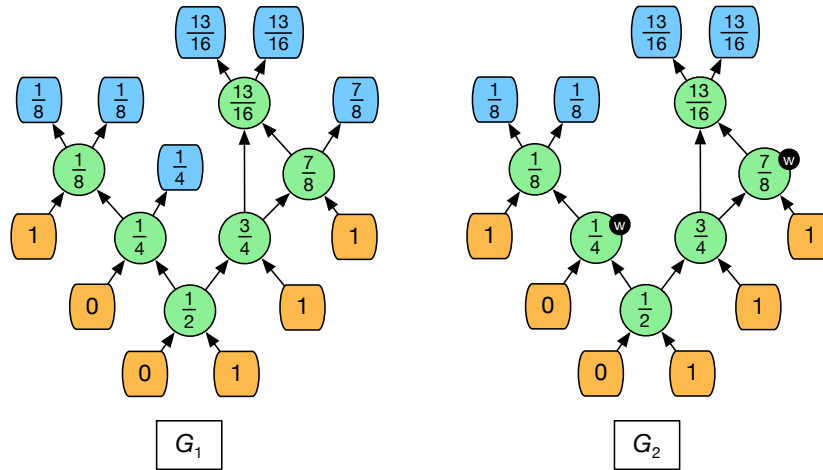 13/16 13/16 13/16 13/16
1/8 1/8 13/16 7/8 1/8 1/8 13/16
1/8 1/4 7/8 1/8 7/8 w
1 1/4 3/4 1 1 1/4 w 3/4 1
0 1/2 1 0 1/2 1
0 1 0 1
G₁ G₂